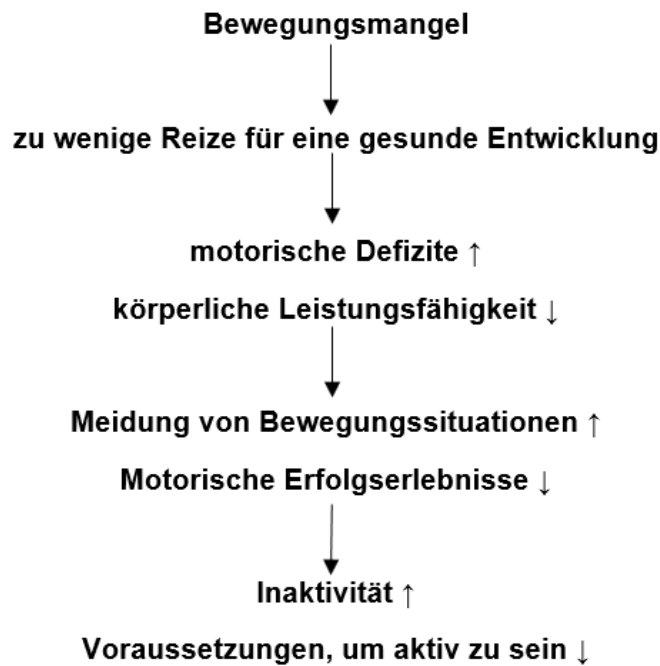 Bewegungsmangel
zu wenige Reize für eine gesunde Entwicklung
motorische Defizite ↑
körperliche Leistungsfähigkeit ↓
Meidung von Bewegungssituationen ↑
Motorische Erfolgserlebnisse ↓
Inaktivität ↑
Voraussetzungen, um aktiv zu sein ↓